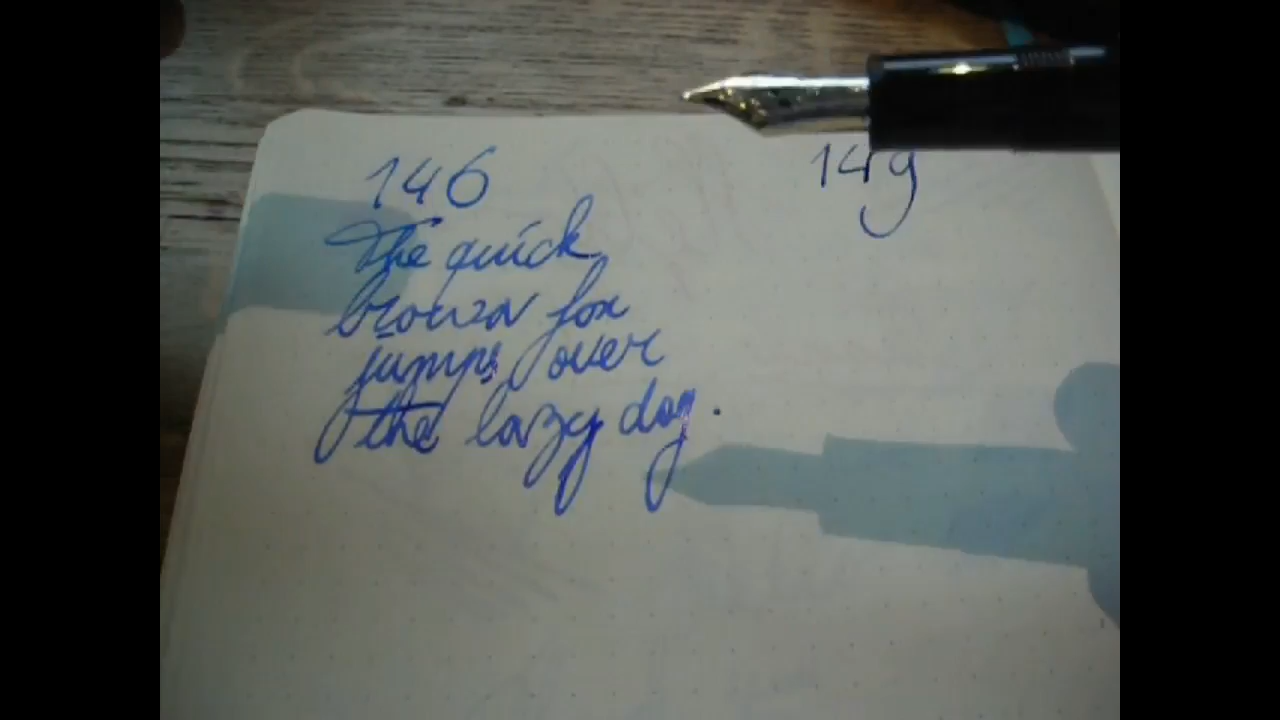 146
149
The quick
brown fox
jumps over
the lazy dog.